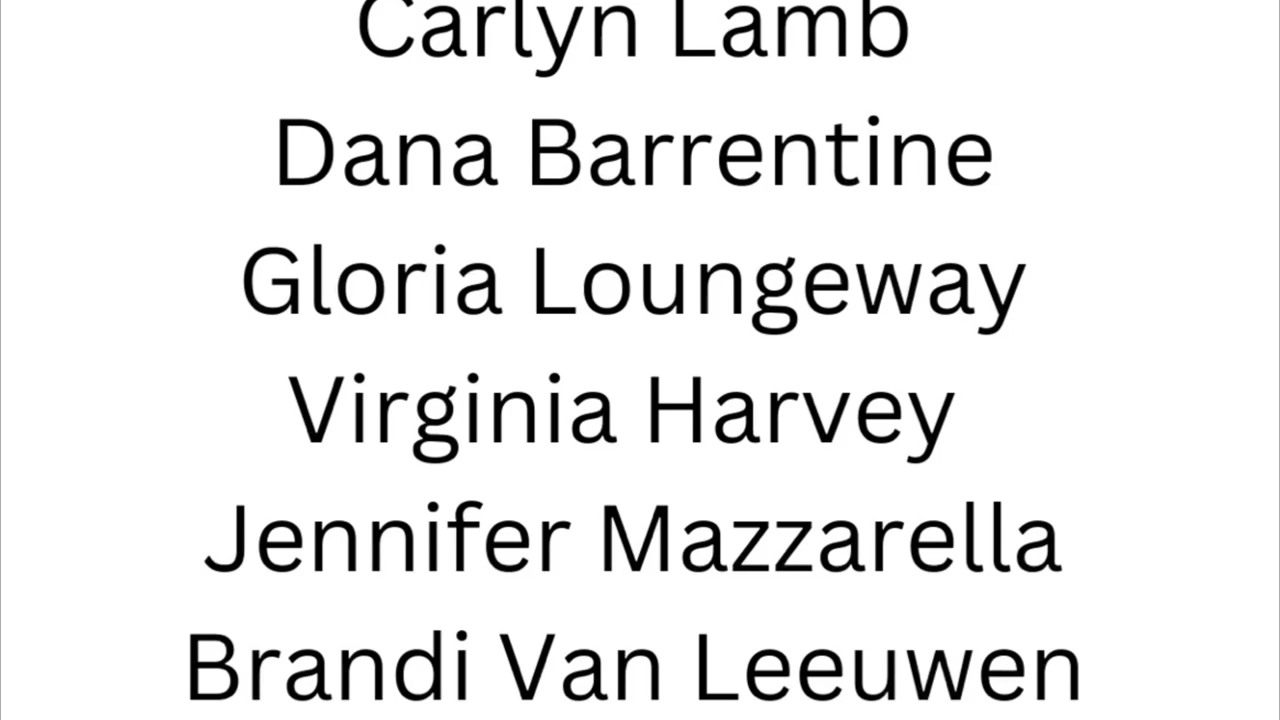 Carlyn Lamb
Dana Barrentine
Gloria Loungeway
Virginia Harvey
Jennifer Mazzarella
Brandi Van Leeuwen